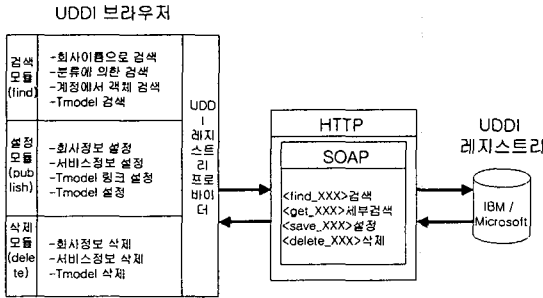 UDDI 브라우저
검색
모듈
(find)
-회사이름으로 검색
-분류에 의한 검색
-계정에서 객체 검색
-Tmodel 검색
설정
모듈
(pub
lish)
-회사정보 설정
-서비스정보 설정
-Tmodel 링크 설정
-Tmodel 설정
삭제
모듈
(dele
te)
-회사정보 삭제
-서비스정보 삭제
-Tmodel 삭제
UDD
I
레지
스트
리
프로
바이
더
HTTP
SOAP
<find_XXX>검색
<get_XXX>세부검색
<save_XXX>설정
<delete_XXX>삭제
UDDI
레지스트리
IBM /
Microsoft